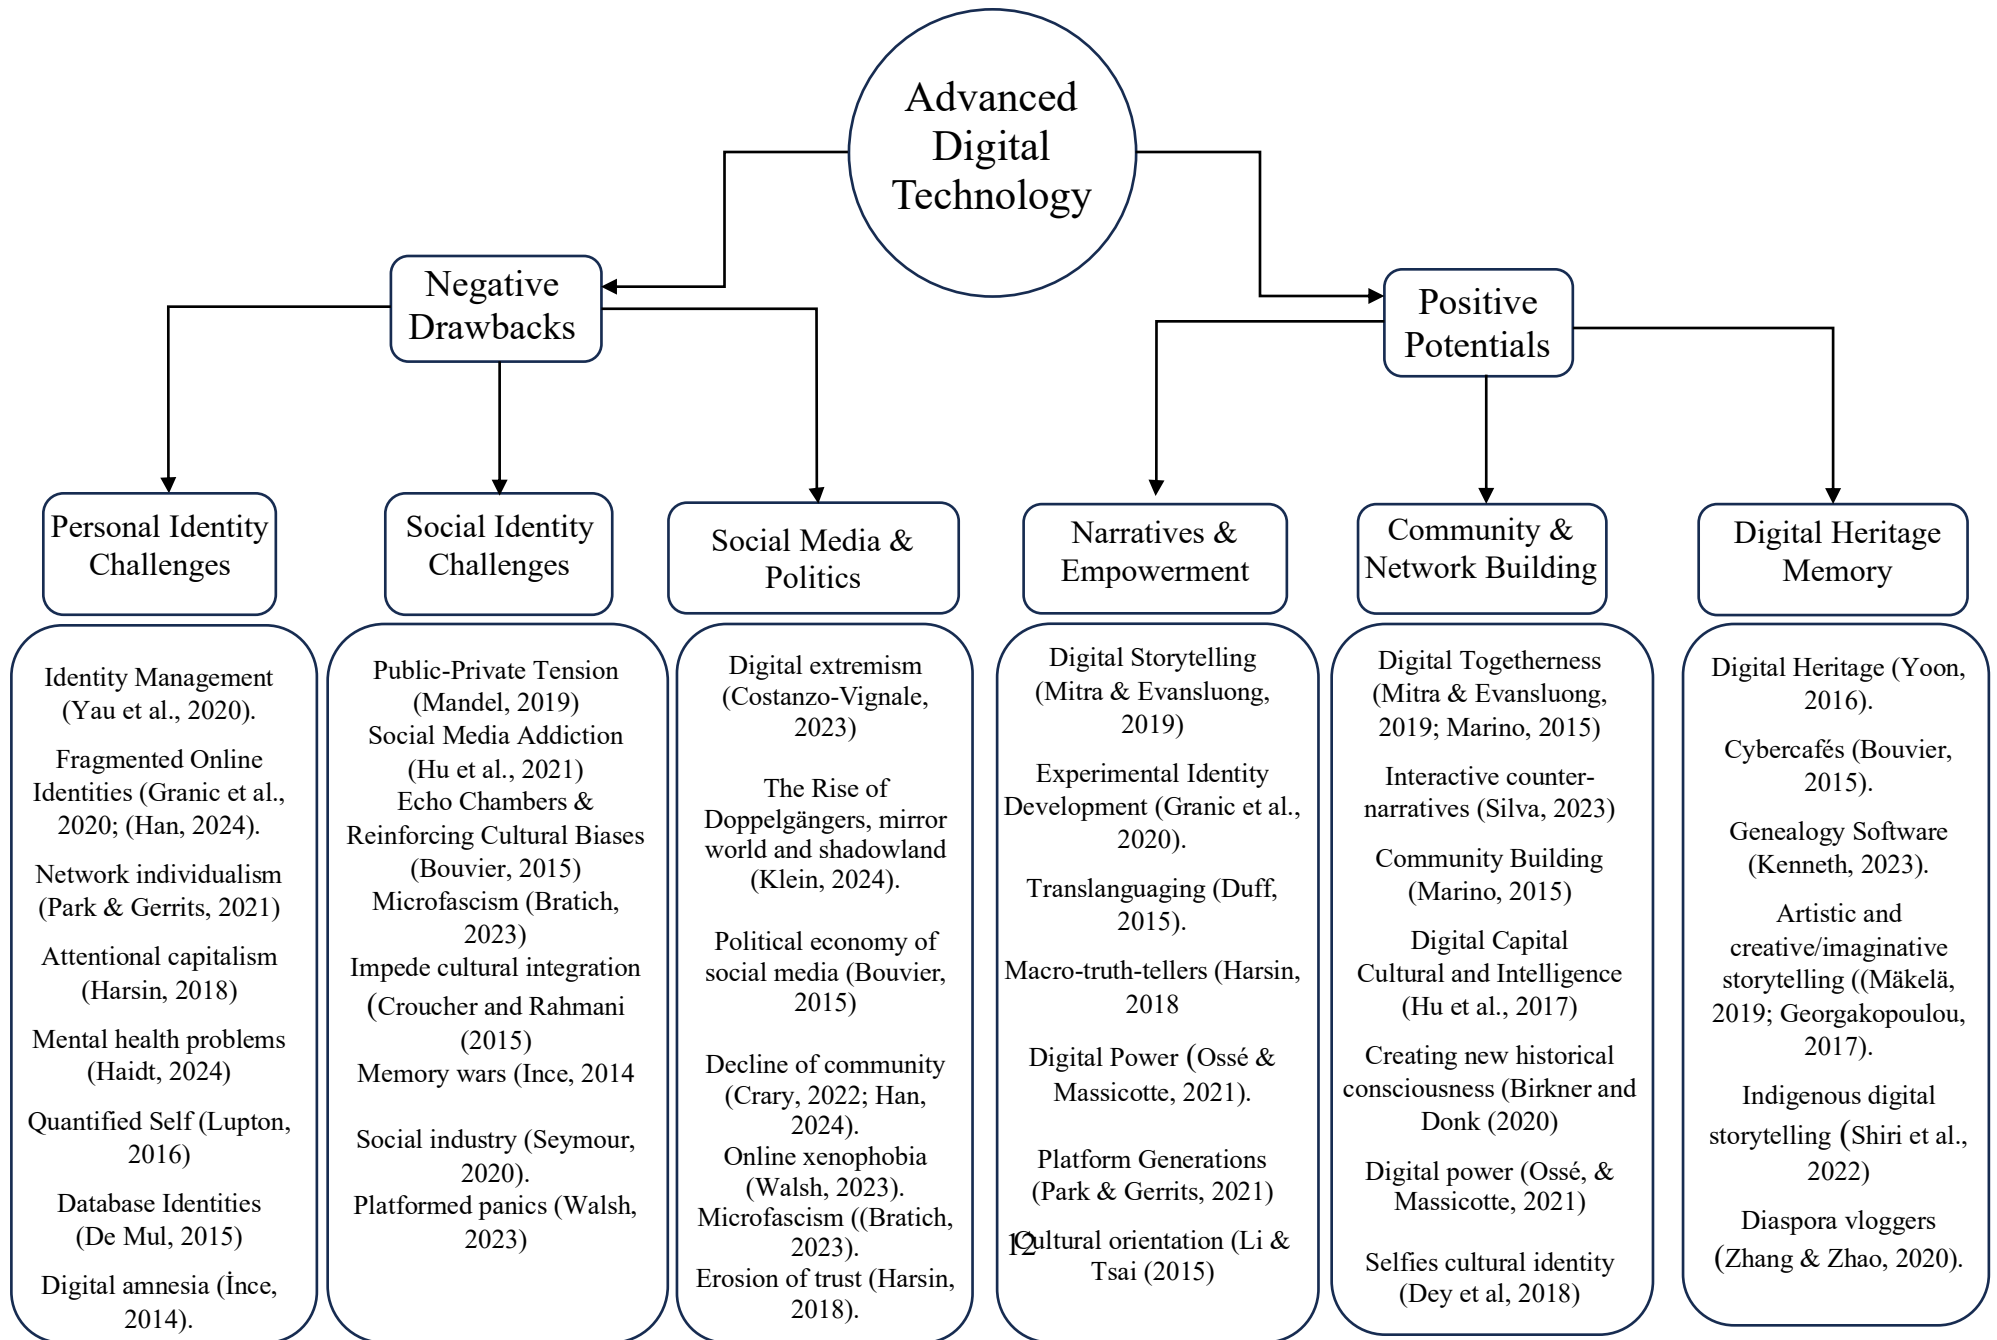 Advanced
Digital
Technology
Negative
Drawbacks
Positive
Potentials
Personal Identity
Challenges
Social Identity
Challenges
Social Media &
Politics
Narratives &
Empowerment
Community &
Network Building
Digital Heritage
Memory
Identity Management
(Yau et al., 2020).
Fragmented Online
Identities (Granic et al.,
2020; (Han, 2024).
Network individualism
(Park & Gerrits, 2021)
Attentional capitalism
(Harsin, 2018)
Mental health problems
(Haidt, 2024)
Quantified Self (Lupton,
2016)
Database Identities
(De Mul, 2015)
Digital amnesia (İnce,
2014).
Public-Private Tension
(Mandel, 2019)
Social Media Addiction
(Hu et al., 2021)
Echo Chambers &
Reinforcing Cultural Biases
(Bouvier, 2015)
Microfascism (Bratich,
2023)
Impede cultural integration
(Croucher and Rahmani
(2015)
Memory wars (Ince, 2014
Social industry (Seymour,
2020).
Platformed panics (Walsh,
2023)
Digital extremism
(Costanzo-Vignale,
2023)
The Rise of
Doppelgängers, mirror
world and shadowland
(Klein, 2024).
Political economy of
social media (Bouvier,
2015)
Decline of community
(Crary, 2022; Han,
2024).
Online xenophobia
(Walsh, 2023).
Microfascism ((Bratich,
2023).
Erosion of trust (Harsin,
2018).
Digital Storytelling
(Mitra & Evansluong,
2019)
Experimental Identity
Development (Granic et al.,
2020).
Translanguaging (Duff,
2015).
Macro-truth-tellers (Harsin,
2018
Digital Power (Ossé &
Massicotte, 2021).
Platform Generations
(Park & Gerrits, 2021)
12
Cultural orientation (Li &
Tsai (2015)
Digital Togetherness
(Mitra & Evansluong,
2019; Marino, 2015)
Interactive counter-
narratives (Silva, 2023)
Community Building
(Marino, 2015)
Digital Capital
Cultural and Intelligence
(Hu et al., 2017)
Creating new historical
consciousness (Birkner and
Donk (2020)
Digital power (Ossé, &
Massicotte, 2021)
Selfies cultural identity
(Dey et al, 2018)
Digital Heritage (Yoon,
2016).
Cybercafés (Bouvier,
2015).
Genealogy Software
(Kenneth, 2023).
Artistic and
creative/imaginative
storytelling ((Mäkelä,
2019; Georgakopoulou,
2017).
Indigenous digital
storytelling (Shiri et al.,
2022)
Diaspora vloggers
(Zhang & Zhao, 2020).